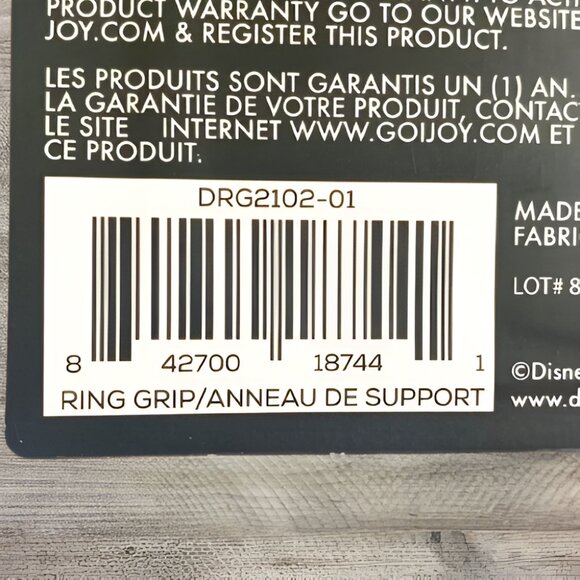 PRODUCT WARRANTY GO TO OUR WEBSITE
JOY.COM & REGISTER THIS PRODUCT.
LES PRODUITS SONT GARANTIS UN (1) AN.
LA GARANTIE DE VOTRE PRODUIT, CONTAC
LE SITE INTERNET WWW.GOIJOY.COM ET
CE PRODUIT.
DRG2102-01
8 42700 18744 1
RING GRIP/ANNEAU DE SUPPORT
MADE
FABRI
LOT# 8
©Disne
www.d